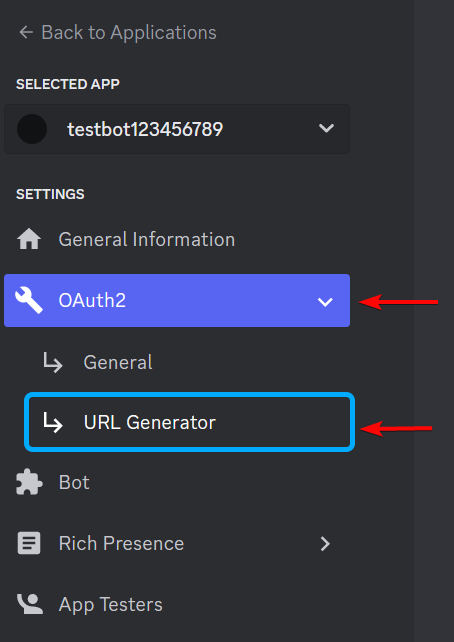 Back to Applications
SELECTED APP
testbot123456789
SETTINGS
General Information
OAuth2
General
URL Generator
Bot
Rich Presence
App Testers